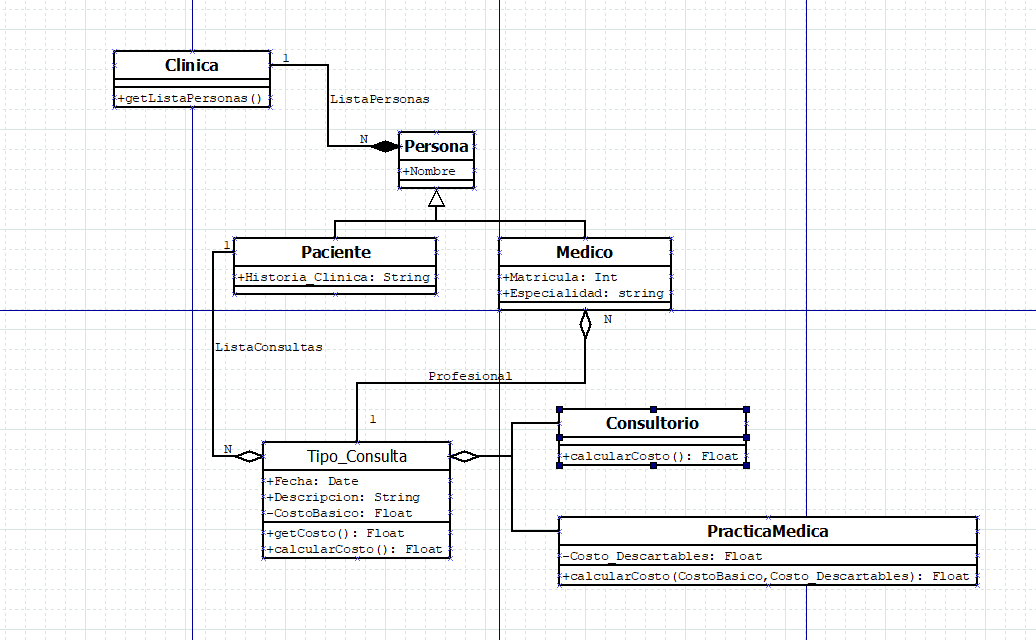 Clinica
+getListaPersonas()
1
ListaPersonas
N
Persona
+Nombre
1
Paciente
+Historia_Clinica: String
Medico
+Matricula: Int
+Especialidad: string
N
ListaConsultas
Profesional
1
N
Tipo_Consulta
+Fecha: Date
+Descripcion: String
-CostoBasico: Float
+getCosto(): Float
+calcularCosto(): Float
Consultorio
+calcularCosto(): Float
PracticaMedica
-Costo_Descartables: Float
+calcularCosto(CostoBasico,Costo_Descartables): Float